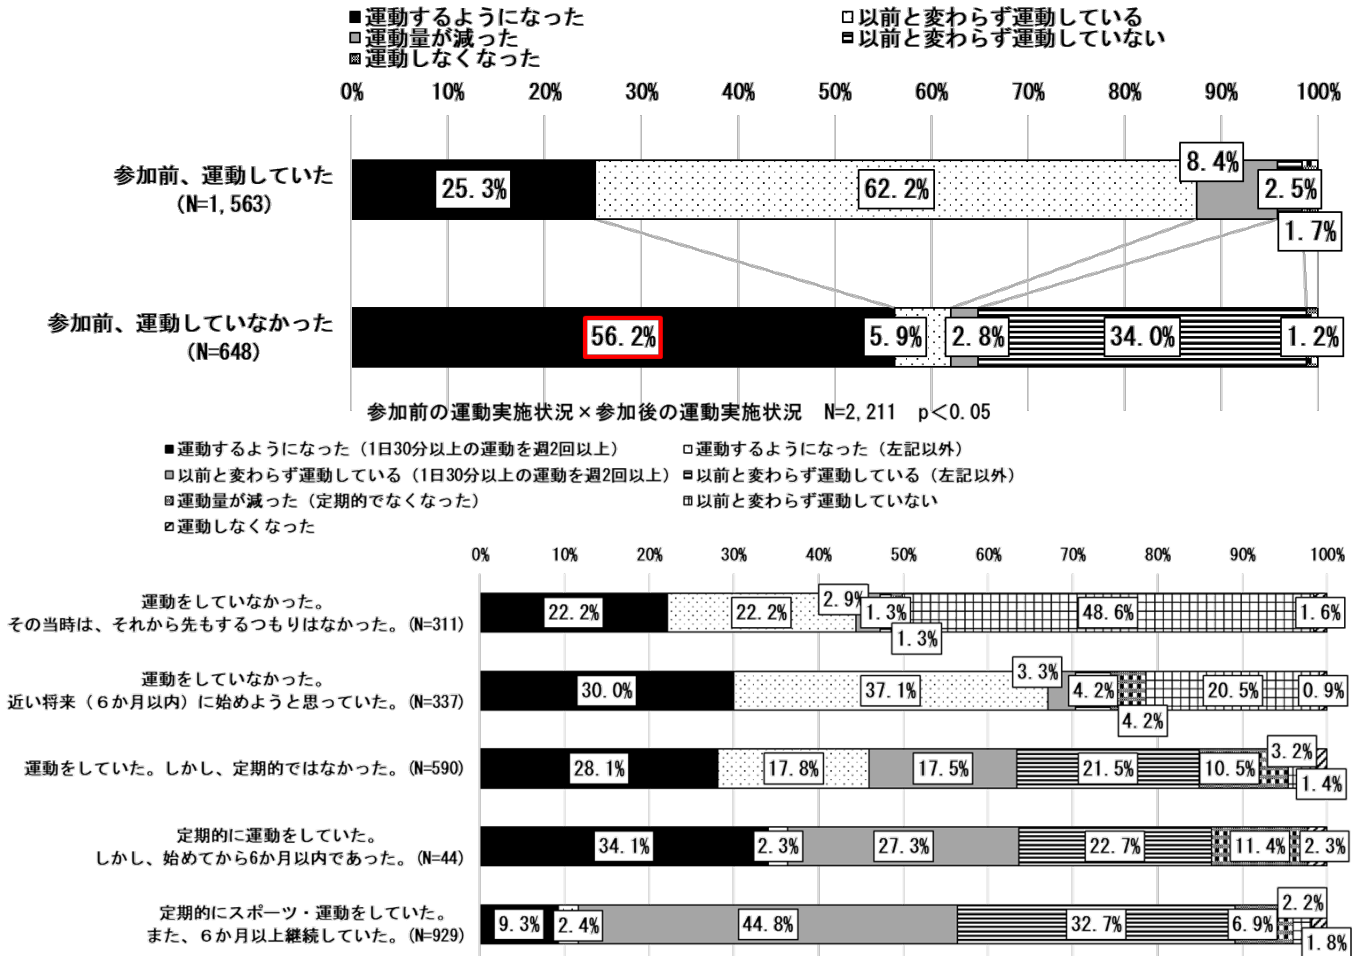 ■運動するようになった □以前と変わらず運動している
■運動量が減った 以前と変わらず運動していない
運動しなくなった
0% 10% 20% 30% 40% 50% 60% 70% 80% 90% 100%
参加前、運動していた
(N=1,563)
25.3% 62.2% 8.4% 2.5% 1.7%
参加前、運動していなかった
(N=648)
56.2% 5.9% 2.8% 34.0% 1.2%
参加前の運動実施状況×参加後の運動実施状況 N=2,211 p<0.05
■運動するようになった（1日30分以上の運動を週2回以上） □運動するようになった（左記以外）
■以前と変わらず運動している（1日30分以上の運動を週2回以上） 以前と変わらず運動している（左記以外）
運動量が減った（定期的でなくなった） 以前と変わらず運動していない
運動しなくなった
0% 10% 20% 30% 40% 50% 60% 70% 80% 90% 100%
運動をしていなかった。
その当時は、それから先もするつもりはなかった。(N=311)
22.2% 22.2% 2.9% 1.3% 1.3% 48.6% 1.6%
運動をしていなかった。
近い将来（６か月以内）に始めようと思っていた。(N=337)
30.0% 37.1% 3.3% 4.2% 4.2% 20.5% 0.9%
運動をしていた。しかし、定期的ではなかった。(N=590)
28.1% 17.8% 17.5% 21.5% 10.5% 3.2% 1.4%
定期的に運動をしていた。
しかし、始めてから6か月以内であった。(N=44)
34.1% 2.3% 27.3% 22.7% 11.4% 2.3%
定期的にスポーツ・運動をしていた。
また、６か月以上継続していた。(N=929)
9.3% 2.4% 44.8% 32.7% 6.9% 2.2% 1.8%